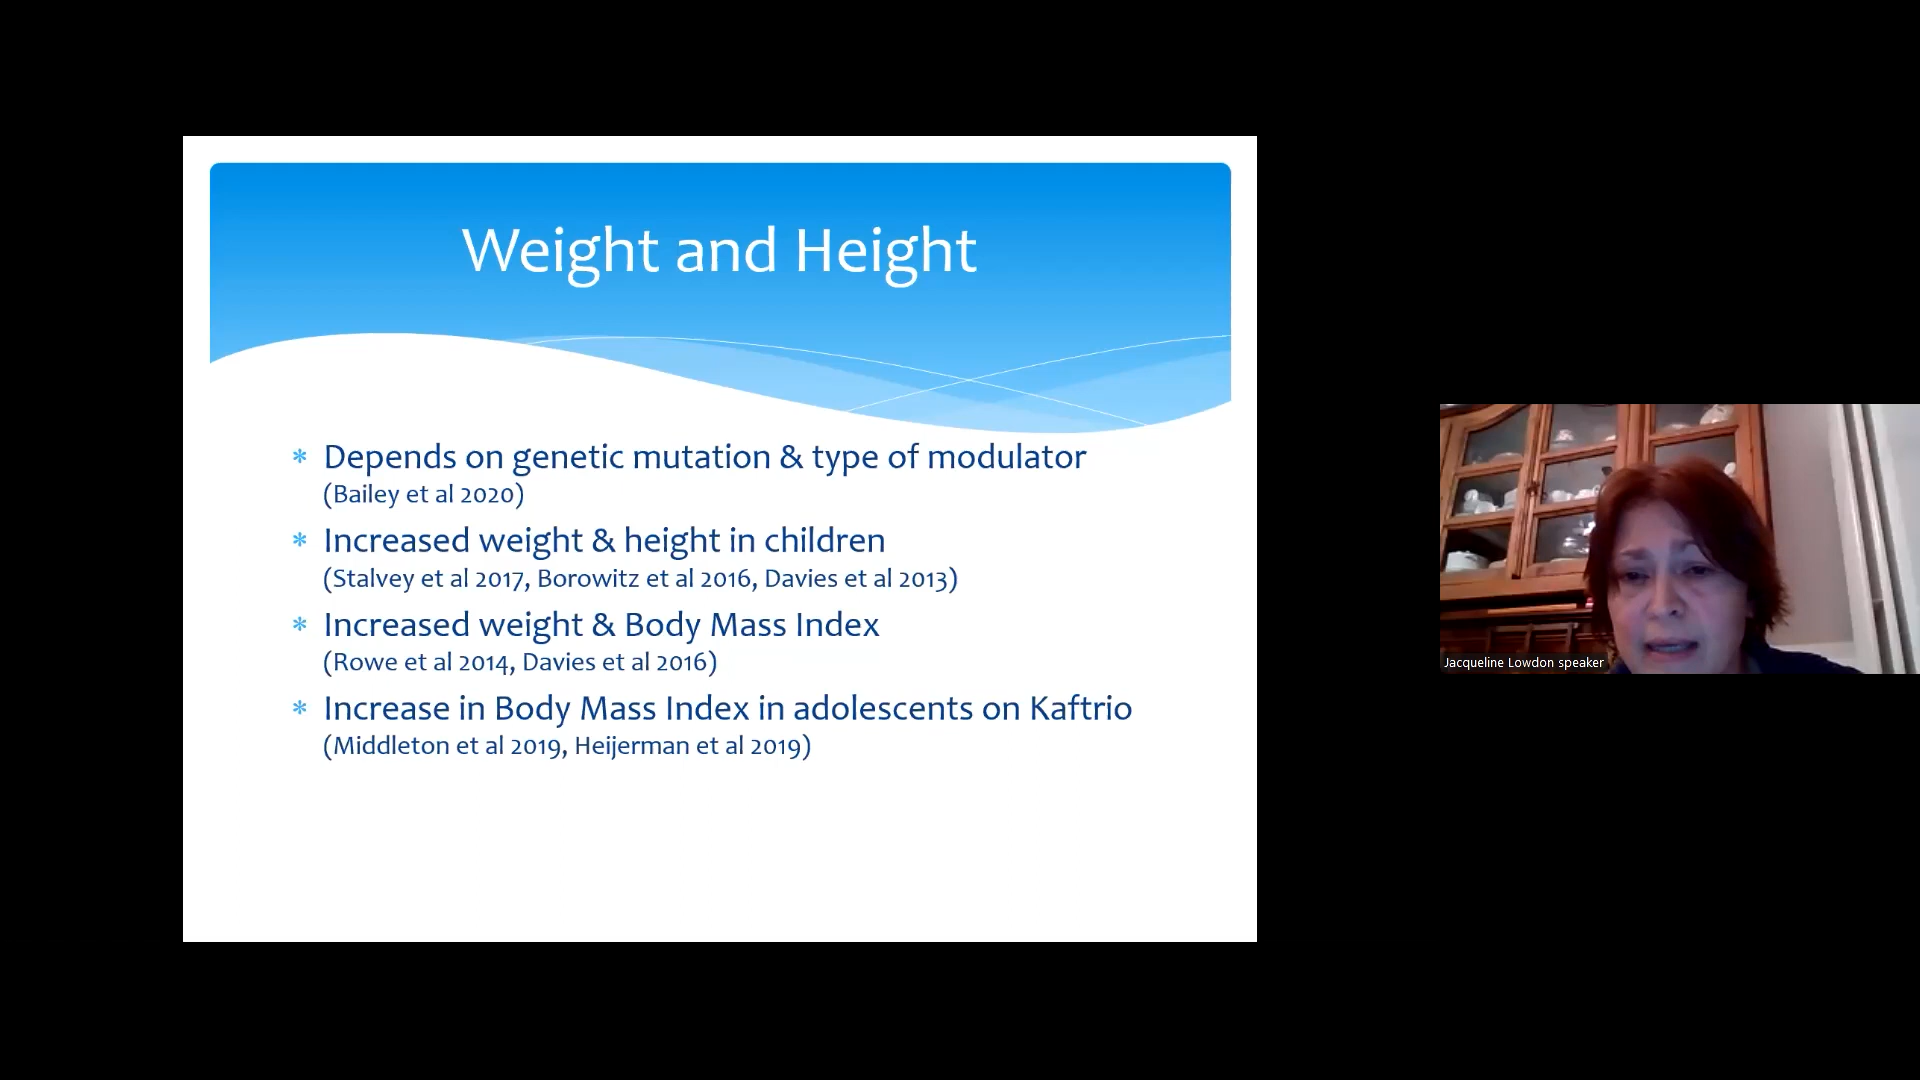 Weight and Height
* Depends on genetic mutation & type of modulator
(Bailey et al 2020)
* Increased weight & height in children
(Stalvey et al 2017, Borowitz et al 2016, Davies et al 2013)
* Increased weight & Body Mass Index
(Rowe et al 2014, Davies et al 2016)
* Increase in Body Mass Index in adolescents on Kaftrio
(Middleton et al 2019, Heijerman et al 2019)
Jacqueline Lowdon speaker